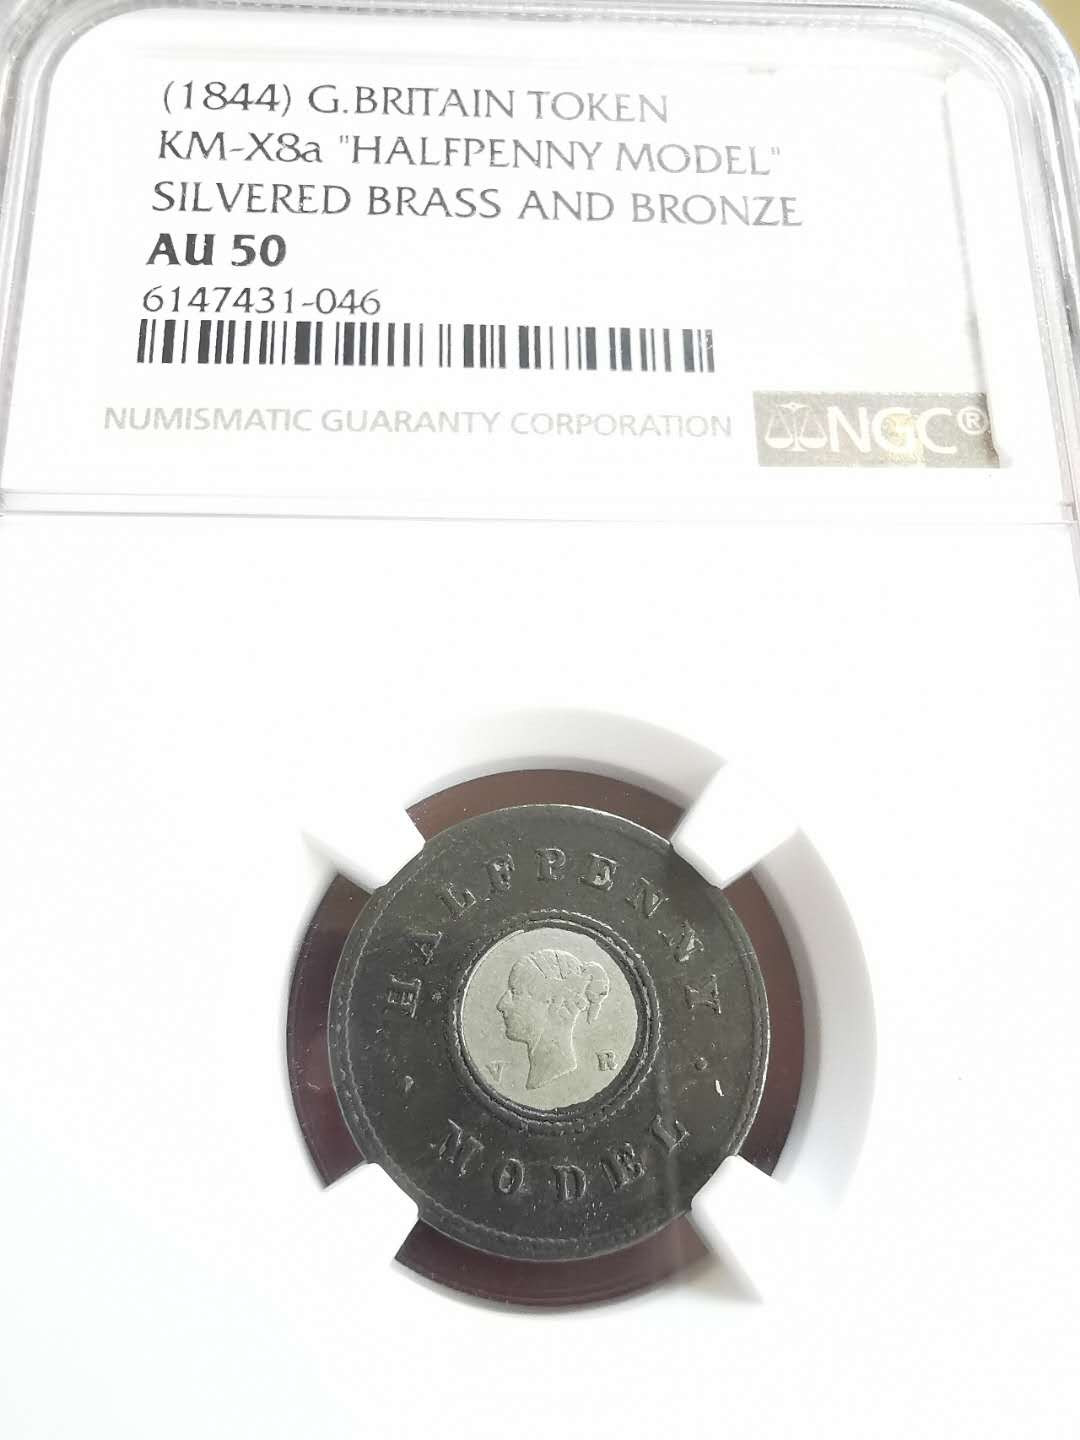 (1844) G.BRITAIN TOKEN
KM-X8a "HALFPENNY MODEL"
SILVERED BRASS AND BRONZE
AU 50
6147431-046
NUMISMATIC GUARANTY CORPORATION
NGC®
HALFPENNY
V R
· MODEL ·